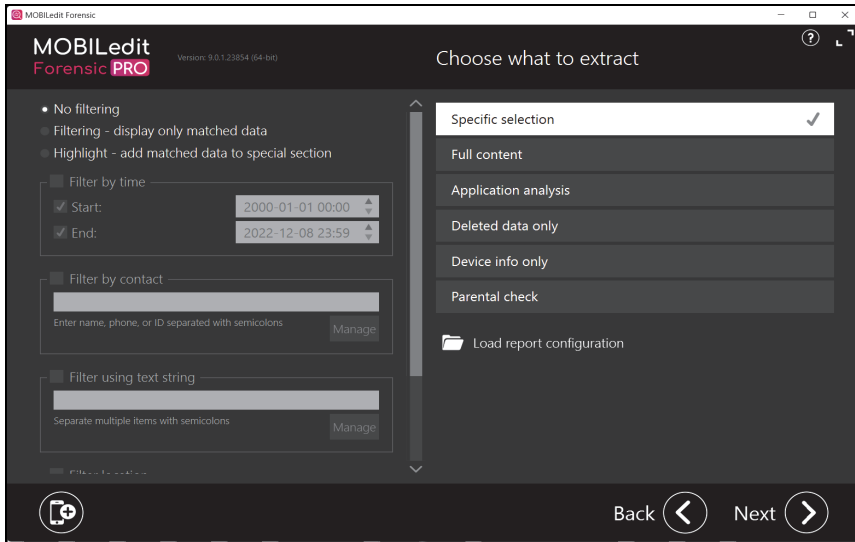 MOBILedit Forensic
MOBILedit
Forensic PRO
Version: 9.0.1.23854 (64-bit)
Choose what to extract
No filtering
Filtering - display only matched data
Highlight - add matched data to special section
Filter by time
Start:
2000-01-01 00:00
End:
2022-12-08 23:59
Filter by contact
Enter name, phone, or ID separated with semicolons
Manage
Filter using text string
Separate multiple items with semicolons
Manage
Filter location
Specific selection
Full content
Application analysis
Deleted data only
Device info only
Parental check
Load report configuration
Back
Next